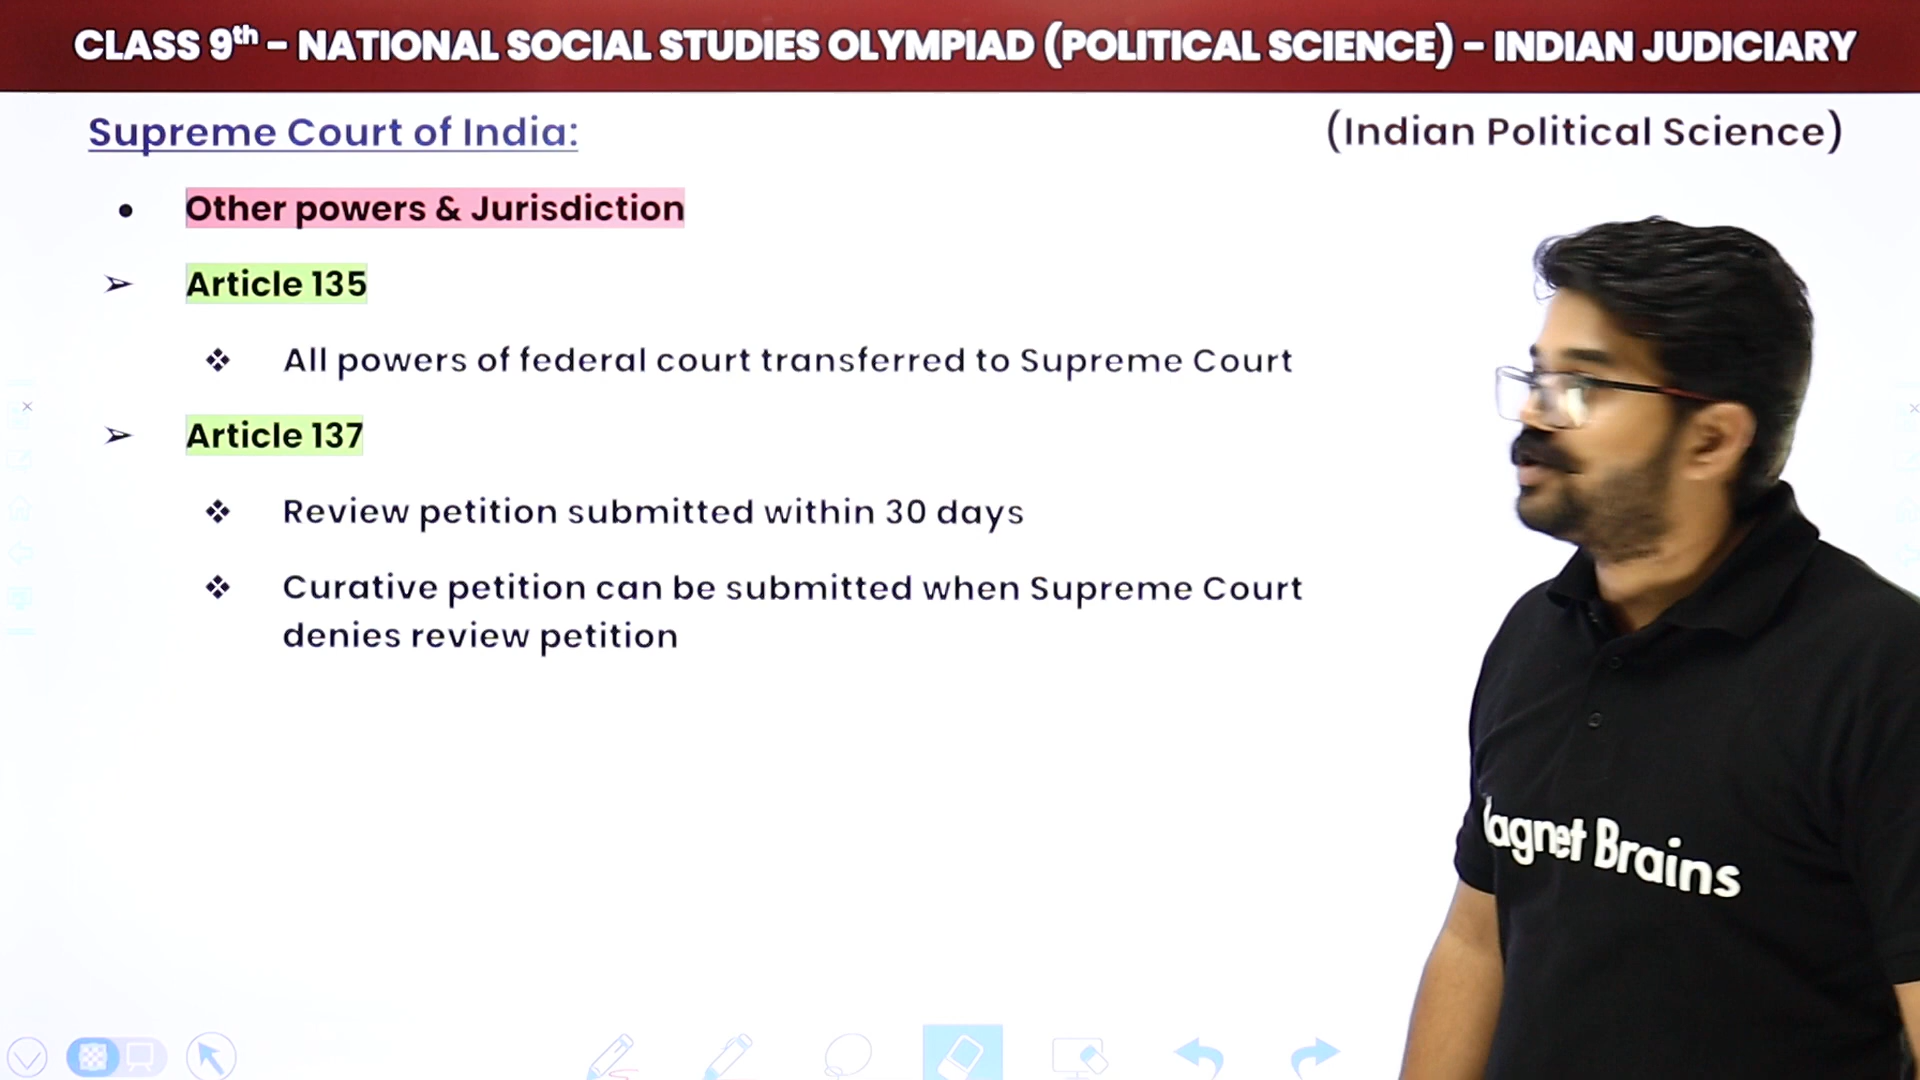 CLASS 9th – NATIONAL SOCIAL STUDIES OLYMPIAD (POLITICAL SCIENCE) – INDIAN JUDICIARY
Supreme Court of India:
(Indian Political Science)
• Other powers & Jurisdiction
➢ Article 135
❖ All powers of federal court transferred to Supreme Court
➢ Article 137
❖ Review petition submitted within 30 days
❖ Curative petition can be submitted when Supreme Court
denies review petition
agnet Brains